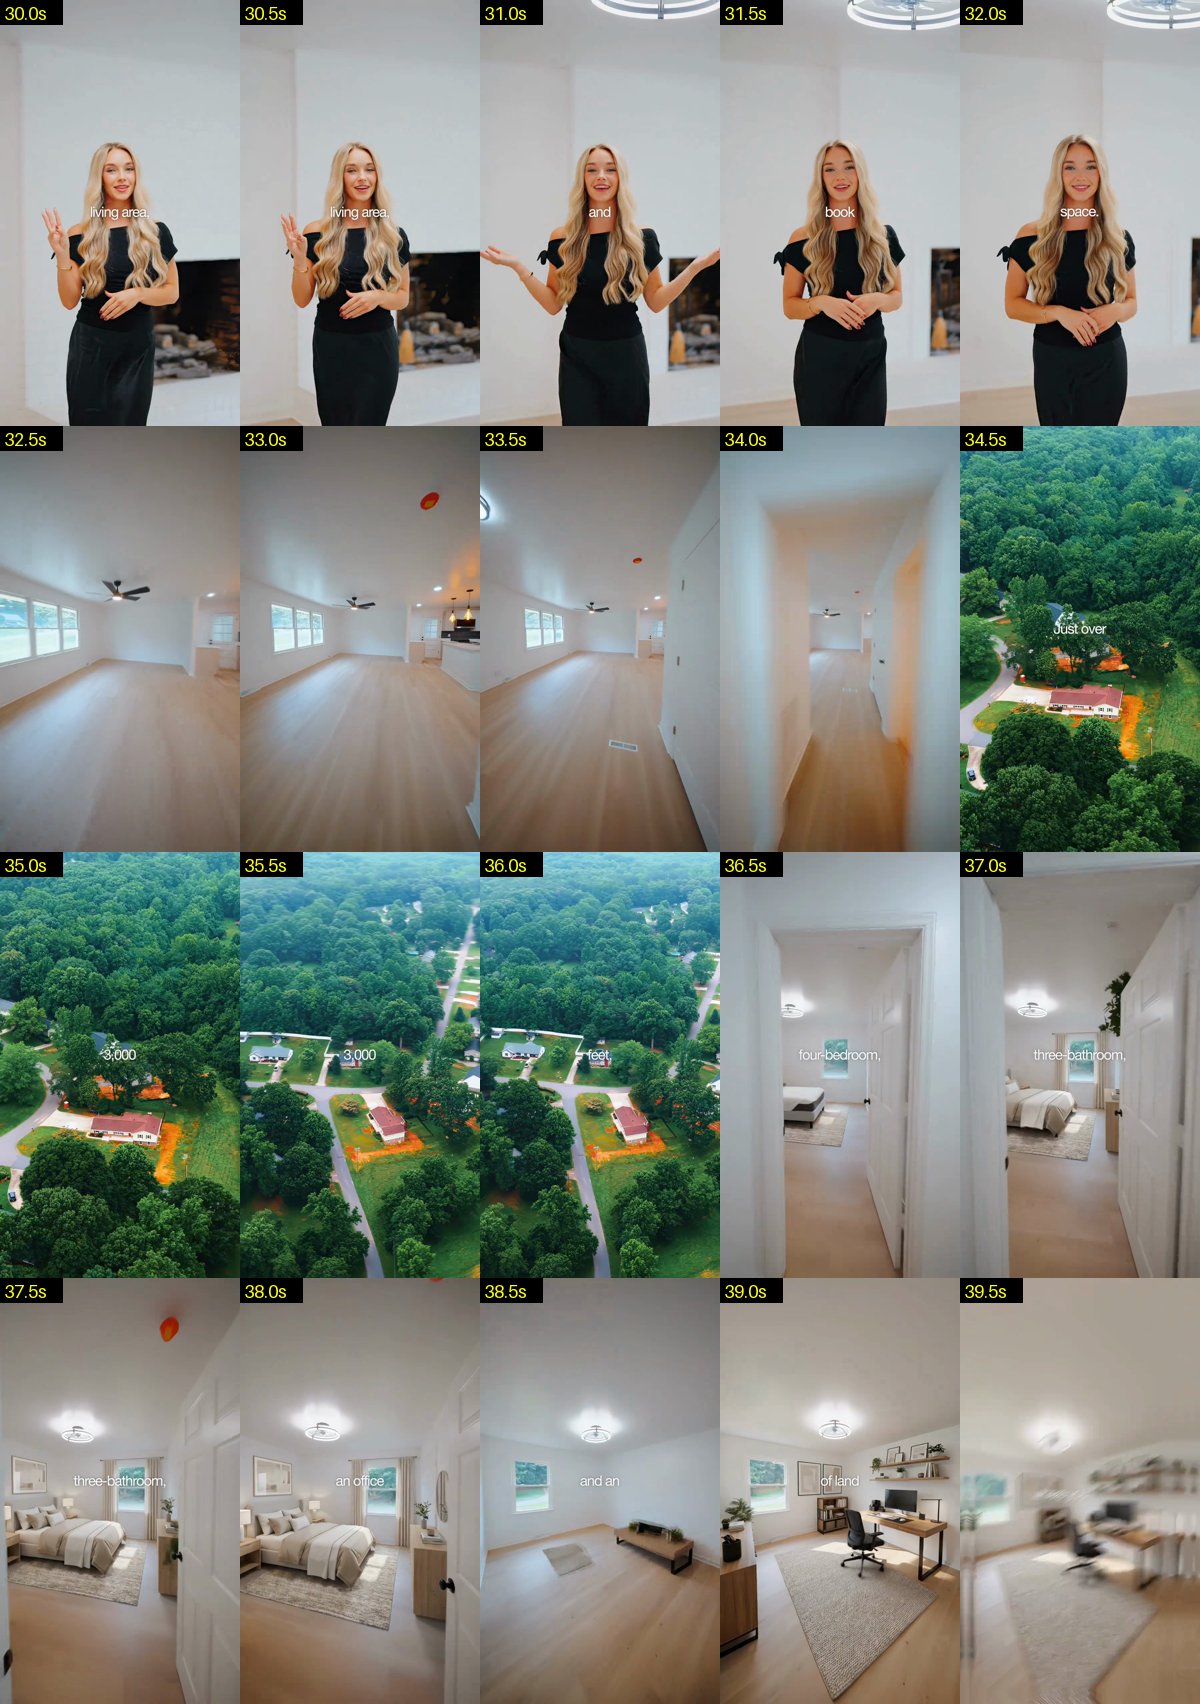 30.0s
30.5s
31.0s
31.5s
32.0s
living area,
living area,
and
book
space.
32.5s
33.0s
33.5s
34.0s
34.5s
Just over
35.0s
35.5s
36.0s
36.5s
37.0s
3,000
3,000
feet,
four-bedroom,
three-bathroom,
37.5s
38.0s
38.5s
39.0s
39.5s
three-bathroom,
an office
and an
of land